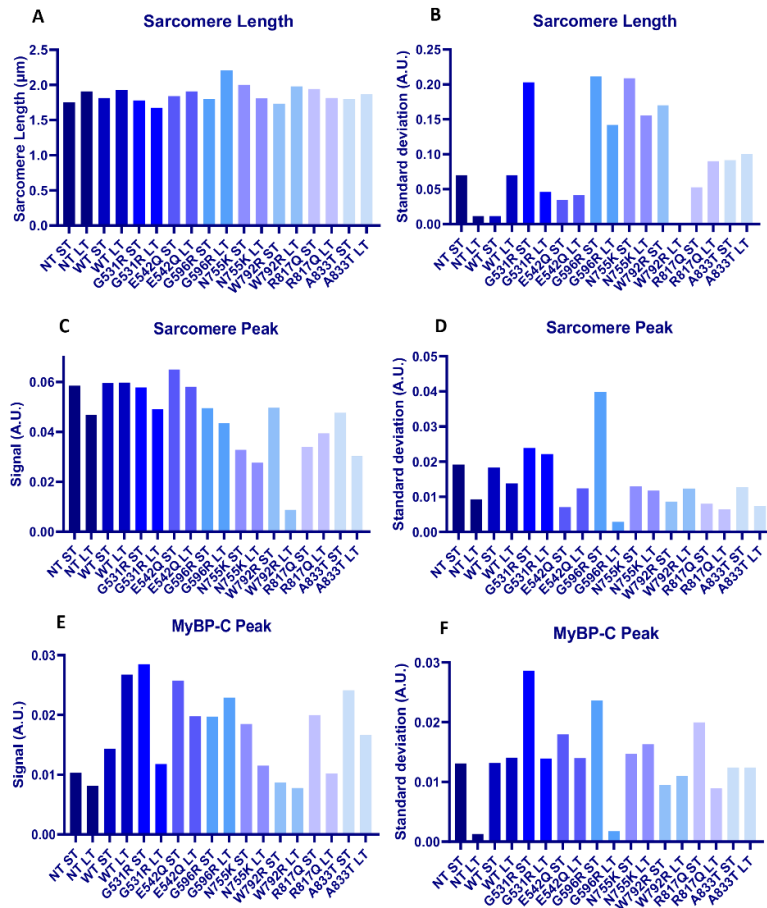 A
Sarcomere Length
Sarcomere Length (μm)
2.5
2.0
1.5
1.0
0.5
0.0
NT ST
NT LT
WT ST
WT LT
G531R ST
G531R LT
E542Q ST
E542Q LT
G596R ST
G596R LT
N755K ST
N755K LT
W792R ST
W792R LT
R817Q ST
R817Q LT
A833T ST
A833T LT
B
Sarcomere Length
Standard deviation (A.U.)
0.25
0.20
0.15
0.10
0.05
0.00
NT ST
NT LT
WT ST
WT LT
G531R ST
G531R LT
E542Q ST
E542Q LT
G596R ST
G596R LT
N755K ST
N755K LT
W792R ST
W792R LT
R817Q ST
R817Q LT
A833T ST
A833T LT
C
Sarcomere Peak
Signal (A.U.)
0.06
0.04
0.02
0.00
NT ST
NT LT
WT ST
WT LT
G531R ST
G531R LT
E542Q ST
E542Q LT
G596R ST
G596R LT
N755K ST
N755K LT
W792R ST
W792R LT
R817Q ST
R817Q LT
A833T ST
A833T LT
D
Sarcomere Peak
Standard deviation (A.U.)
0.05
0.04
0.03
0.02
0.01
0.00
NT ST
NT LT
WT ST
WT LT
G531R ST
G531R LT
E542Q ST
E542Q LT
G596R ST
G596R LT
N755K ST
N755K LT
W792R ST
W792R LT
R817Q ST
R817Q LT
A833T ST
A833T LT
E
MyBP-C Peak
Signal (A.U.)
0.03
0.02
0.01
0.00
NT ST
NT LT
WT ST
WT LT
G531R ST
G531R LT
E542Q ST
E542Q LT
G596R ST
G596R LT
N755K ST
N755K LT
W792R ST
W792R LT
R817Q ST
R817Q LT
A833T ST
A833T LT
F
MyBP-C Peak
Standard deviation (A.U.)
0.03
0.02
0.01
0.00
NT ST
NT LT
WT ST
WT LT
G531R ST
G531R LT
E542Q ST
E542Q LT
G596R ST
G596R LT
N755K ST
N755K LT
W792R ST
W792R LT
R817Q ST
R817Q LT
A833T ST
A833T LT